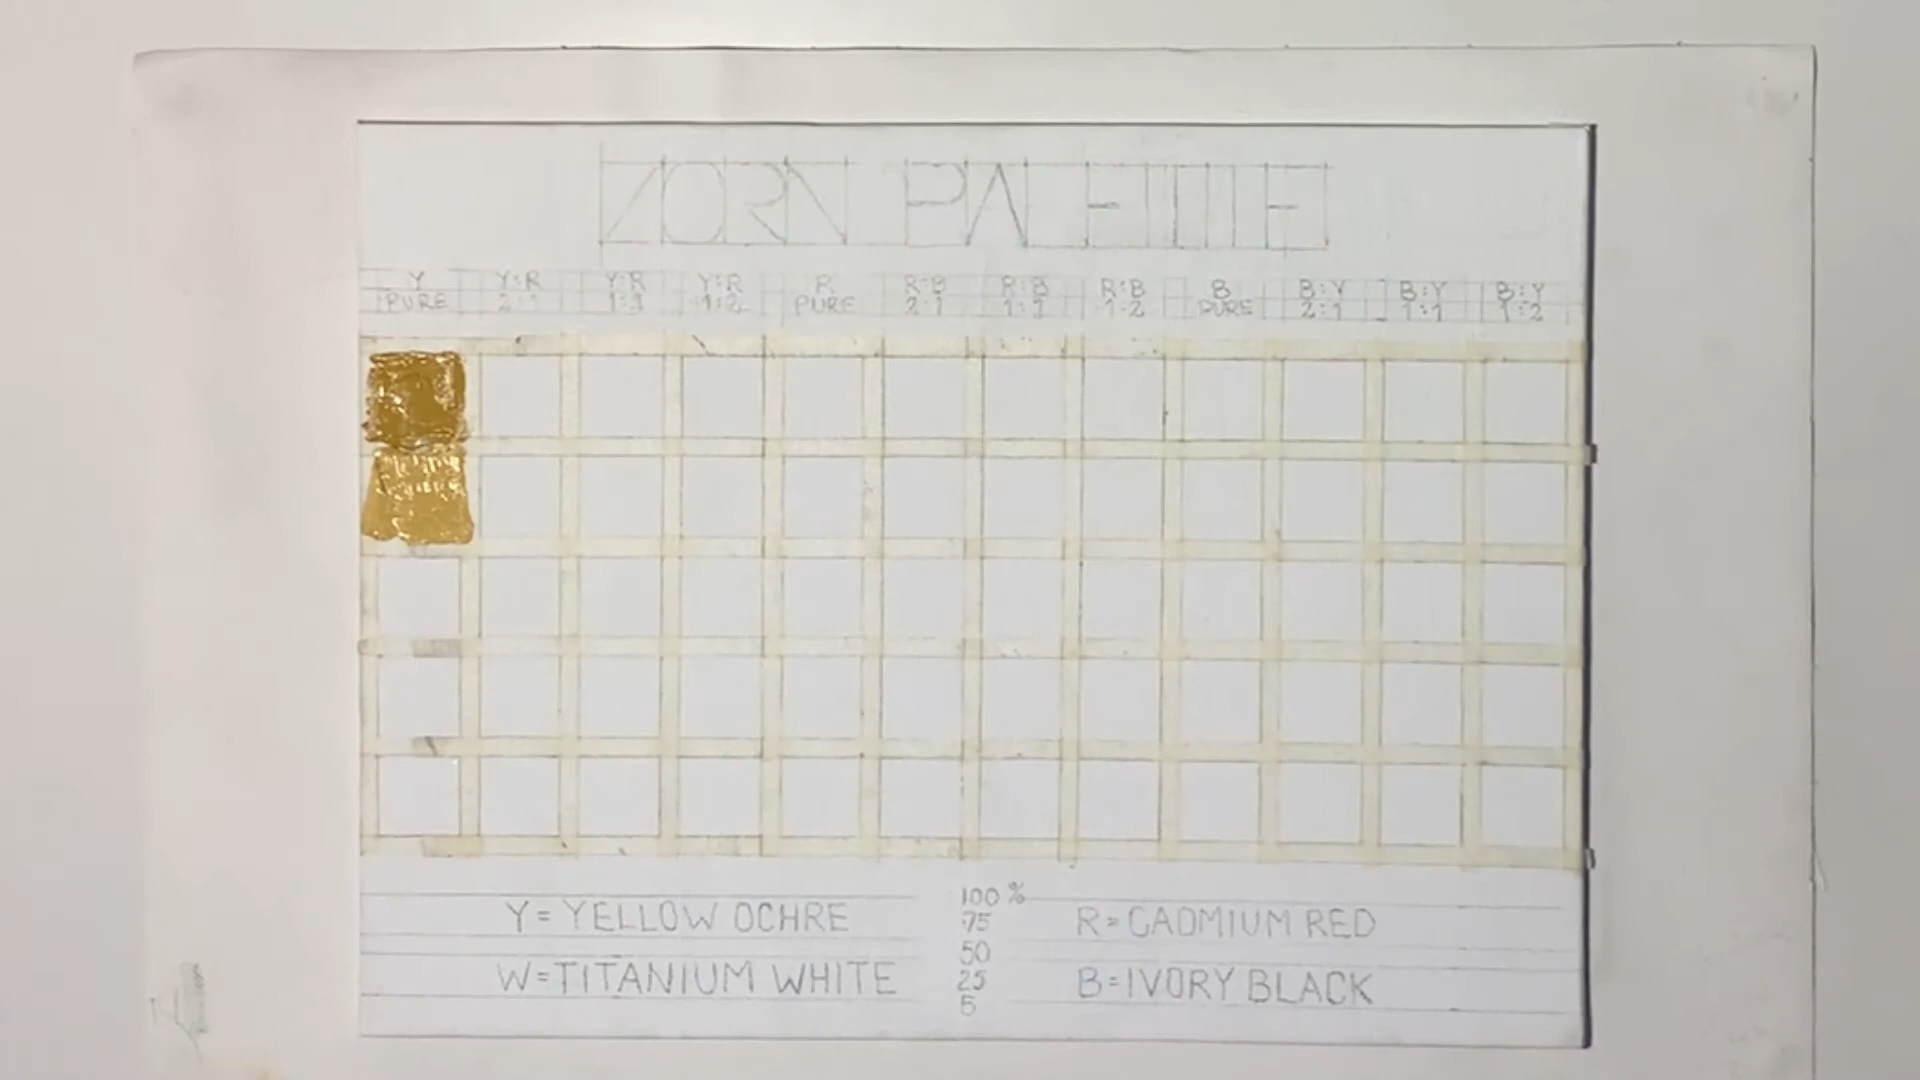 ZORN PALETTE
Y Y:R Y:R Y:R R R:B R:B R:B B B:Y B:Y B:Y
PURE 2:1 1:1 1:2 PURE 2:1 1:1 1:2 PURE 2:1 1:1 1:2
100%
Y=YELLOW OCHRE 75 R=CADMIUM RED
50
W=TITANIUM WHITE 25 B=IVORY BLACK
5